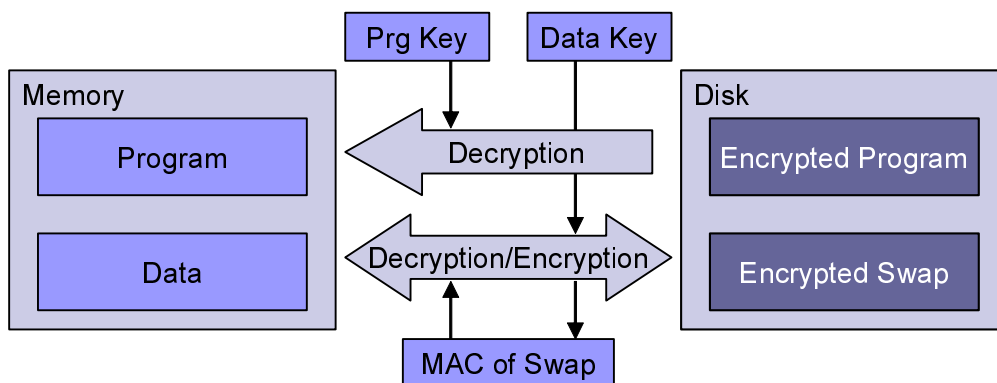 Prg Key
Data Key
Memory
Disk
Program
Decryption
Encrypted Program
Data
Decryption/Encryption
Encrypted Swap
MAC of Swap